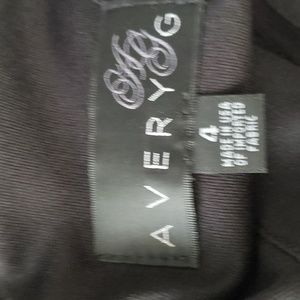 AVERY G
4
MADE IN USA
OF IMPORTED
FABRIC